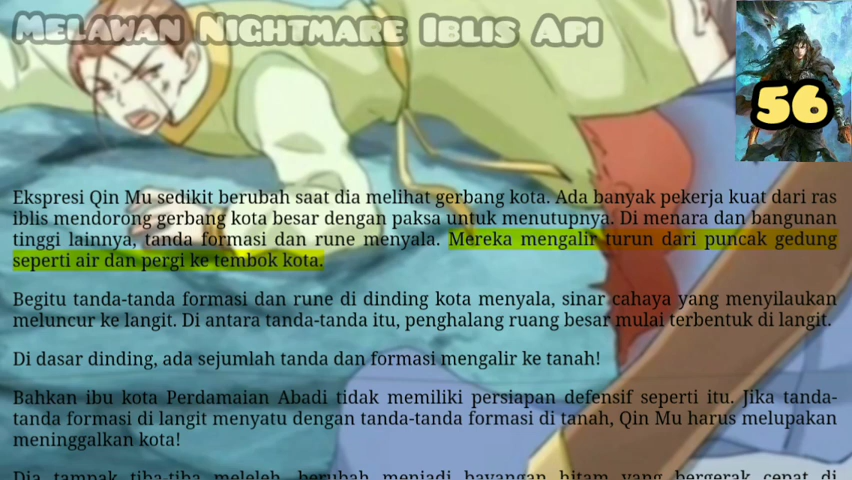 Melawan Nightmare Iblis Api
56
Ekspresi Qin Mu sedikit berubah saat dia melihat gerbang kota. Ada banyak pekerja kuat dari ras
iblis mendorong gerbang kota besar dengan paksa untuk menutupnya. Di menara dan bangunan
tinggi lainnya, tanda formasi dan rune menyala. Mereka mengalir turun dari puncak gedung
seperti air dan pergi ke tembok kota.
Begitu tanda-tanda formasi dan rune di dinding kota menyala, sinar cahaya yang menyilaukan
meluncur ke langit. Di antara tanda-tanda itu, penghalang ruang besar mulai terbentuk di langit.
Di dasar dinding, ada sejumlah tanda dan formasi mengalir ke tanah!
Bahkan ibu kota Perdamaian Abadi tidak memiliki persiapan defensif seperti itu. Jika tanda-
tanda formasi di langit menyatu dengan tanda-tanda formasi di tanah, Qin Mu harus melupakan
meninggalkan kota!
Dia tampak tiba-tiba meleleh, berubah menjadi bayangan hitam yang bergerak cepat di